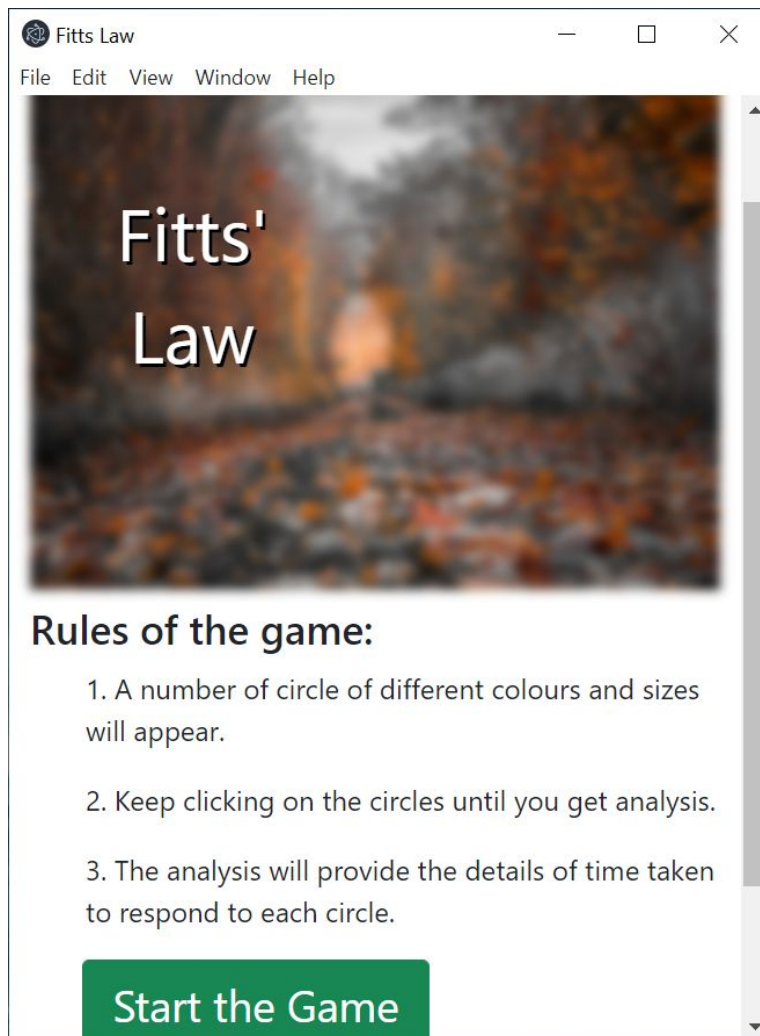 Fitts Law
File Edit View Window Help
Fitts'
Law
Rules of the game:
1. A number of circle of different colours and sizes
will appear.
2. Keep clicking on the circles until you get analysis.
3. The analysis will provide the details of time taken
to respond to each circle.
Start the Game